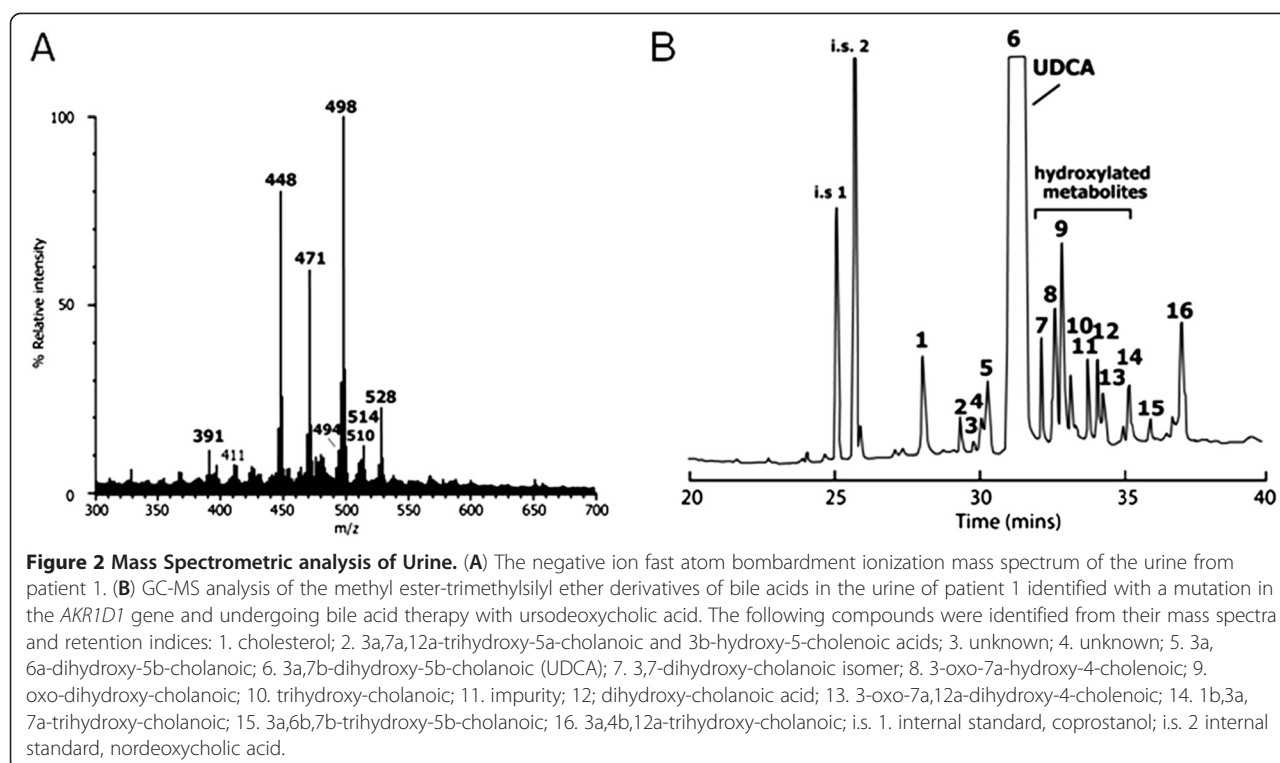 A
100
50
0
% Relative intensity
498
448
471
528
514
494
510
391
411
300 350 400 450 500 550 600 650 700
m/z
B
i.s. 2
6
UDCA
i.s 1
hydroxylated
metabolites
9
8
16
1
7
10
12
11
5
14
13
4
2
3
15
20 25 30 35 40
Time (mins)
Figure 2 Mass Spectrometric analysis of Urine. (A) The negative ion fast atom bombardment ionization mass spectrum of the urine from
patient 1. (B) GC-MS analysis of the methyl ester-trimethylsilyl ether derivatives of bile acids in the urine of patient 1 identified with a mutation in
the AKR1D1 gene and undergoing bile acid therapy with ursodeoxycholic acid. The following compounds were identified from their mass spectra
and retention indices: 1. cholesterol; 2. 3a,7a,12a-trihydroxy-5a-cholanoic and 3b-hydroxy-5-cholenoic acids; 3. unknown; 4. unknown; 5. 3a,
6a-dihydroxy-5b-cholanoic; 6. 3a,7b-dihydroxy-5b-cholanoic (UDCA); 7. 3,7-dihydroxy-cholanoic isomer; 8. 3-oxo-7a-hydroxy-4-cholenoic; 9.
oxo-dihydroxy-cholanoic; 10. trihydroxy-cholanoic; 11. impurity; 12; dihydroxy-cholanoic acid; 13. 3-oxo-7a,12a-dihydroxy-4-cholenoic; 14. 1b,3a,
7a-trihydroxy-cholanoic; 15. 3a,6b,7b-trihydroxy-5b-cholanoic; 16. 3a,4b,12a-trihydroxy-cholanoic; i.s. 1. internal standard, coprostanol; i.s. 2 internal
standard, nordeoxycholic acid.